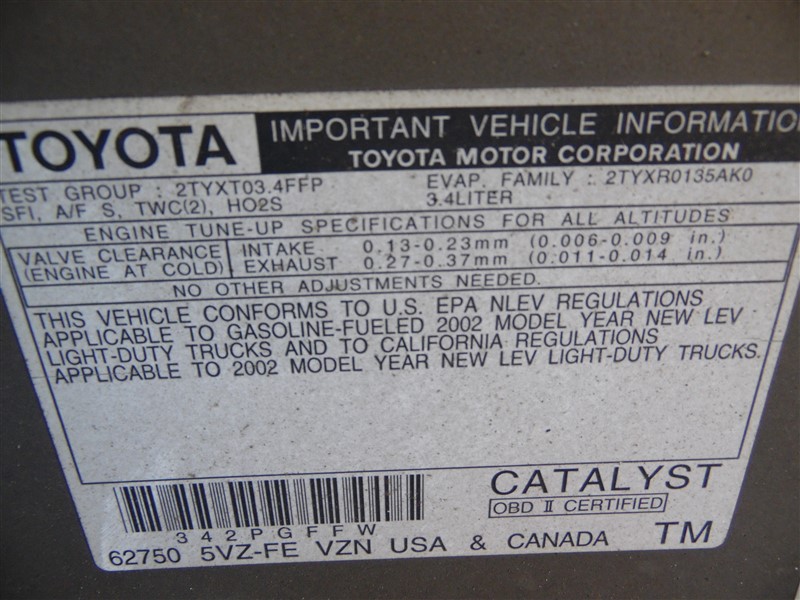 TOYOTA IMPORTANT VEHICLE INFORMATIO
TOYOTA MOTOR CORPORATION
TEST GROUP : 2TYXT03.4FFP EVAP. FAMILY : 2TYXR0135AK0
SFI, A/F S, TWC(2), HO2S 3.4LITER
ENGINE TUNE-UP SPECIFICATIONS FOR ALL ALTITUDES
VALVE CLEARANCE INTAKE 0.13-0.23mm (0.006-0.009 in.)
(ENGINE AT COLD) EXHAUST 0.27-0.37mm (0.011-0.014 in.)
NO OTHER ADJUSTMENTS NEEDED.
THIS VEHICLE CONFORMS TO U.S. EPA NLEV REGULATIONS
APPLICABLE TO GASOLINE-FUELED 2002 MODEL YEAR NEW LEV
LIGHT-DUTY TRUCKS AND TO CALIFORNIA REGULATIONS
APPLICABLE TO 2002 MODEL YEAR NEW LEV LIGHT-DUTY TRUCKS.
CATALYST
OBD II CERTIFIED
342PGFFW
62750 5VZ-FE VZN USA & CANADA TM